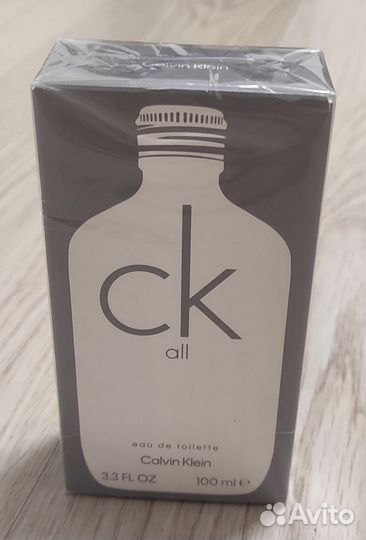 Calvin Klein
ck
all
eau de toilette
Calvin Klein
3.3 FL OZ 100 ml ℮
Avito